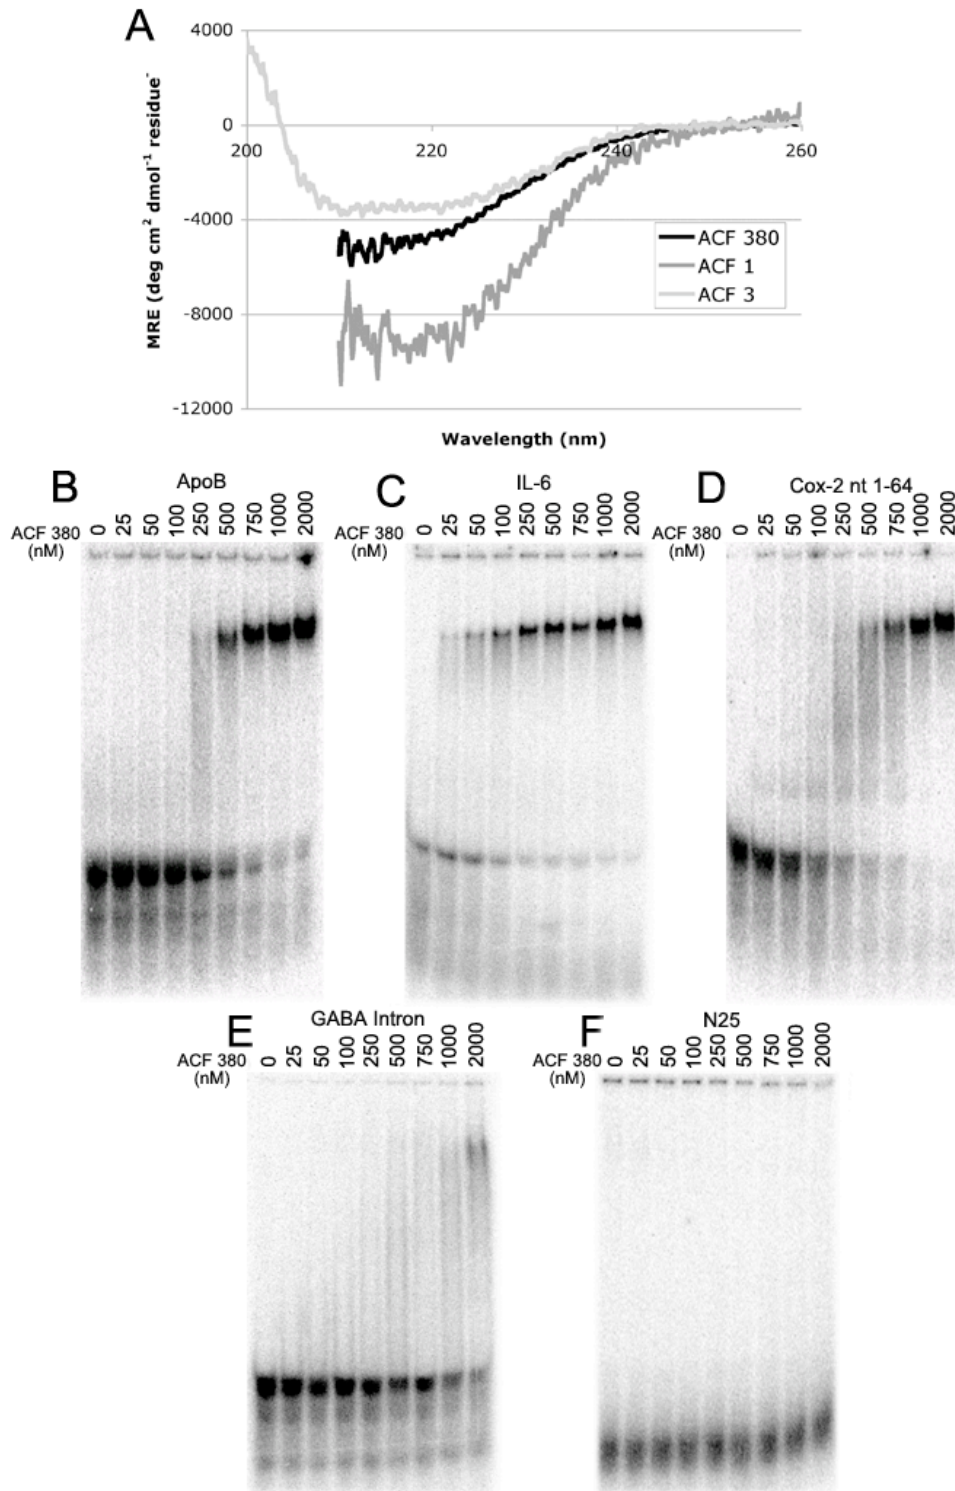 A
4000
0
-4000
-8000
-12000
200
220
240
260
MRE (deg cm² dmol⁻¹ residue⁻
Wavelength (nm)
ACF 380
ACF 1
ACF 3
B
ApoB
ACF 380
(nM)
0 25 50 100 250 500 750 1000 2000
C
IL-6
ACF 380
(nM)
0 25 50 100 250 500 750 1000 2000
D
Cox-2 nt 1-64
ACF 380
(nM)
0 25 50 100 250 500 750 1000 2000
E
GABA Intron
ACF 380
(nM)
0 25 50 100 250 500 750 1000 2000
F
N25
ACF 380
(nM)
0 25 50 100 250 500 750 1000 2000